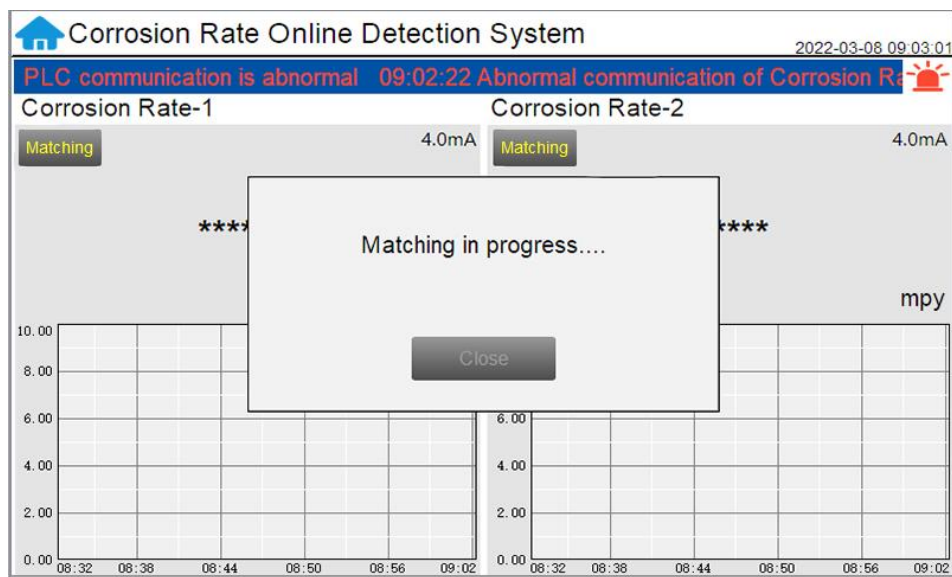 Corrosion Rate Online Detection System
2022-03-08 09:03:01
PLC communication is abnormal 09:02:22 Abnormal communication of Corrosion
Corrosion Rate-1
Corrosion Rate-2
Matching
4.0mA
Matching
4.0mA
****
****
Matching in progress....
mpy
Close
10.00
8.00
6.00
4.00
2.00
0.00
08:32 08:38 08:44 08:50 08:56 09:02
6.00
4.00
2.00
0.00
08:32 08:38 08:44 08:50 08:56 09:02